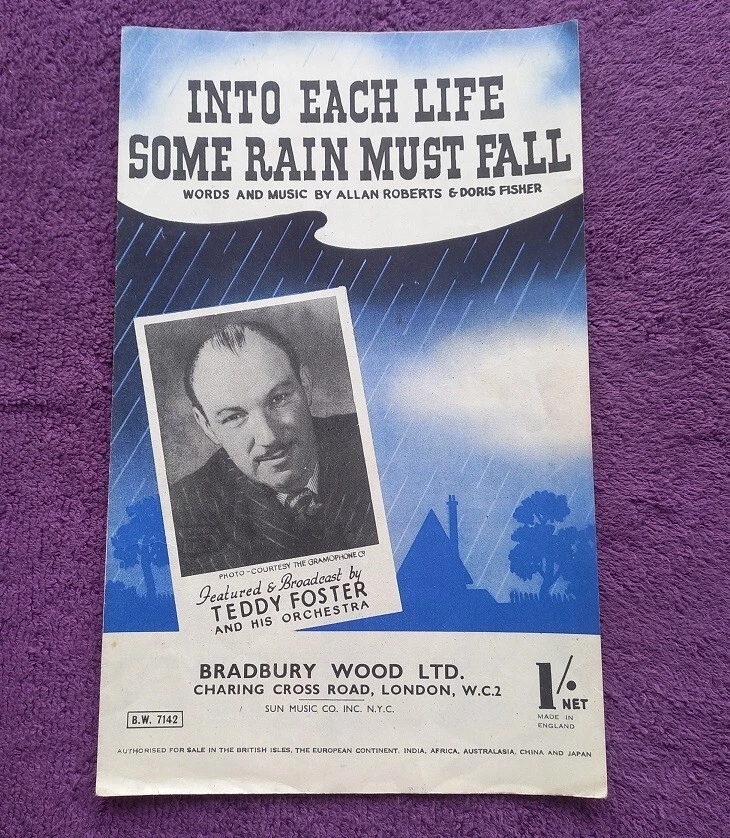 INTO EACH LIFE
SOME RAIN MUST FALL
WORDS AND MUSIC BY ALLAN ROBERTS & DORIS FISHER
PHOTO-COURTESY THE GRAMOPHONE Cº
Featured & Broadcast by
TEDDY FOSTER
AND HIS ORCHESTRA
BRADBURY WOOD LTD.
CHARING CROSS ROAD, LONDON, W.C.2
SUN MUSIC CO. INC. N.Y.C.
B.W. 7142
1/. NET
MADE IN
ENGLAND
AUTHORISED FOR SALE IN THE BRITISH ISLES, THE EUROPEAN CONTINENT, INDIA, AFRICA, AUSTRALASIA, CHINA AND JAPAN